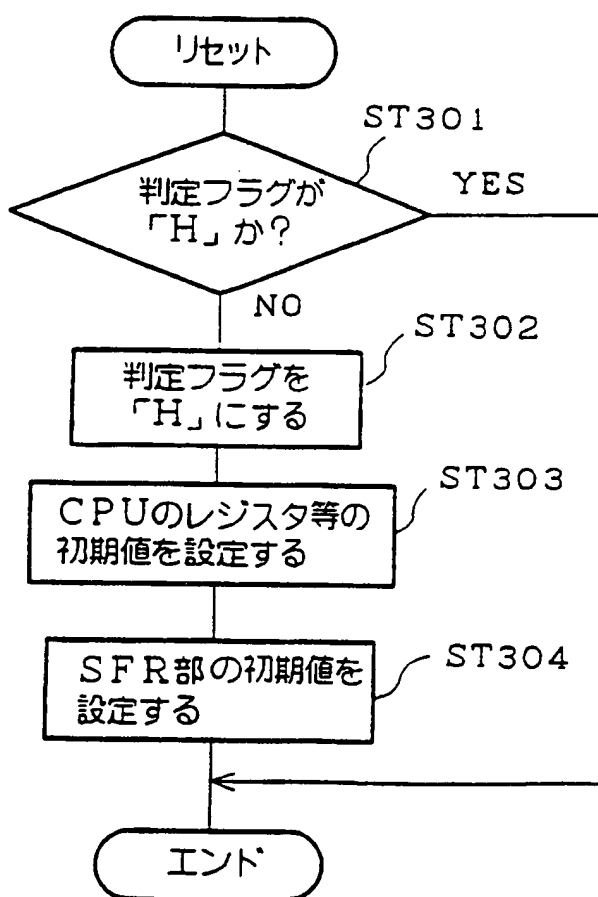 リセット
ST301
判定フラグが
「H」か？
YES
NO
ST302
判定フラグを
「H」にする
ST303
CPUのレジスタ等の
初期値を設定する
ST304
SFR部の初期値を
設定する
エンド